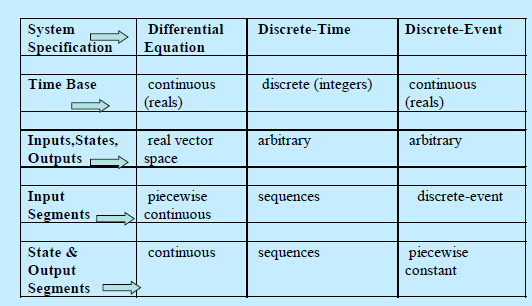 System Specification Differential Equation Discrete-Time Discrete-Event
Time Base continuous (reals) discrete (integers) continuous (reals)
Inputs,States, Outputs real vector space arbitrary arbitrary
Input Segments piecewise continuous sequences discrete-event
State & Output Segments continuous sequences piecewise constant